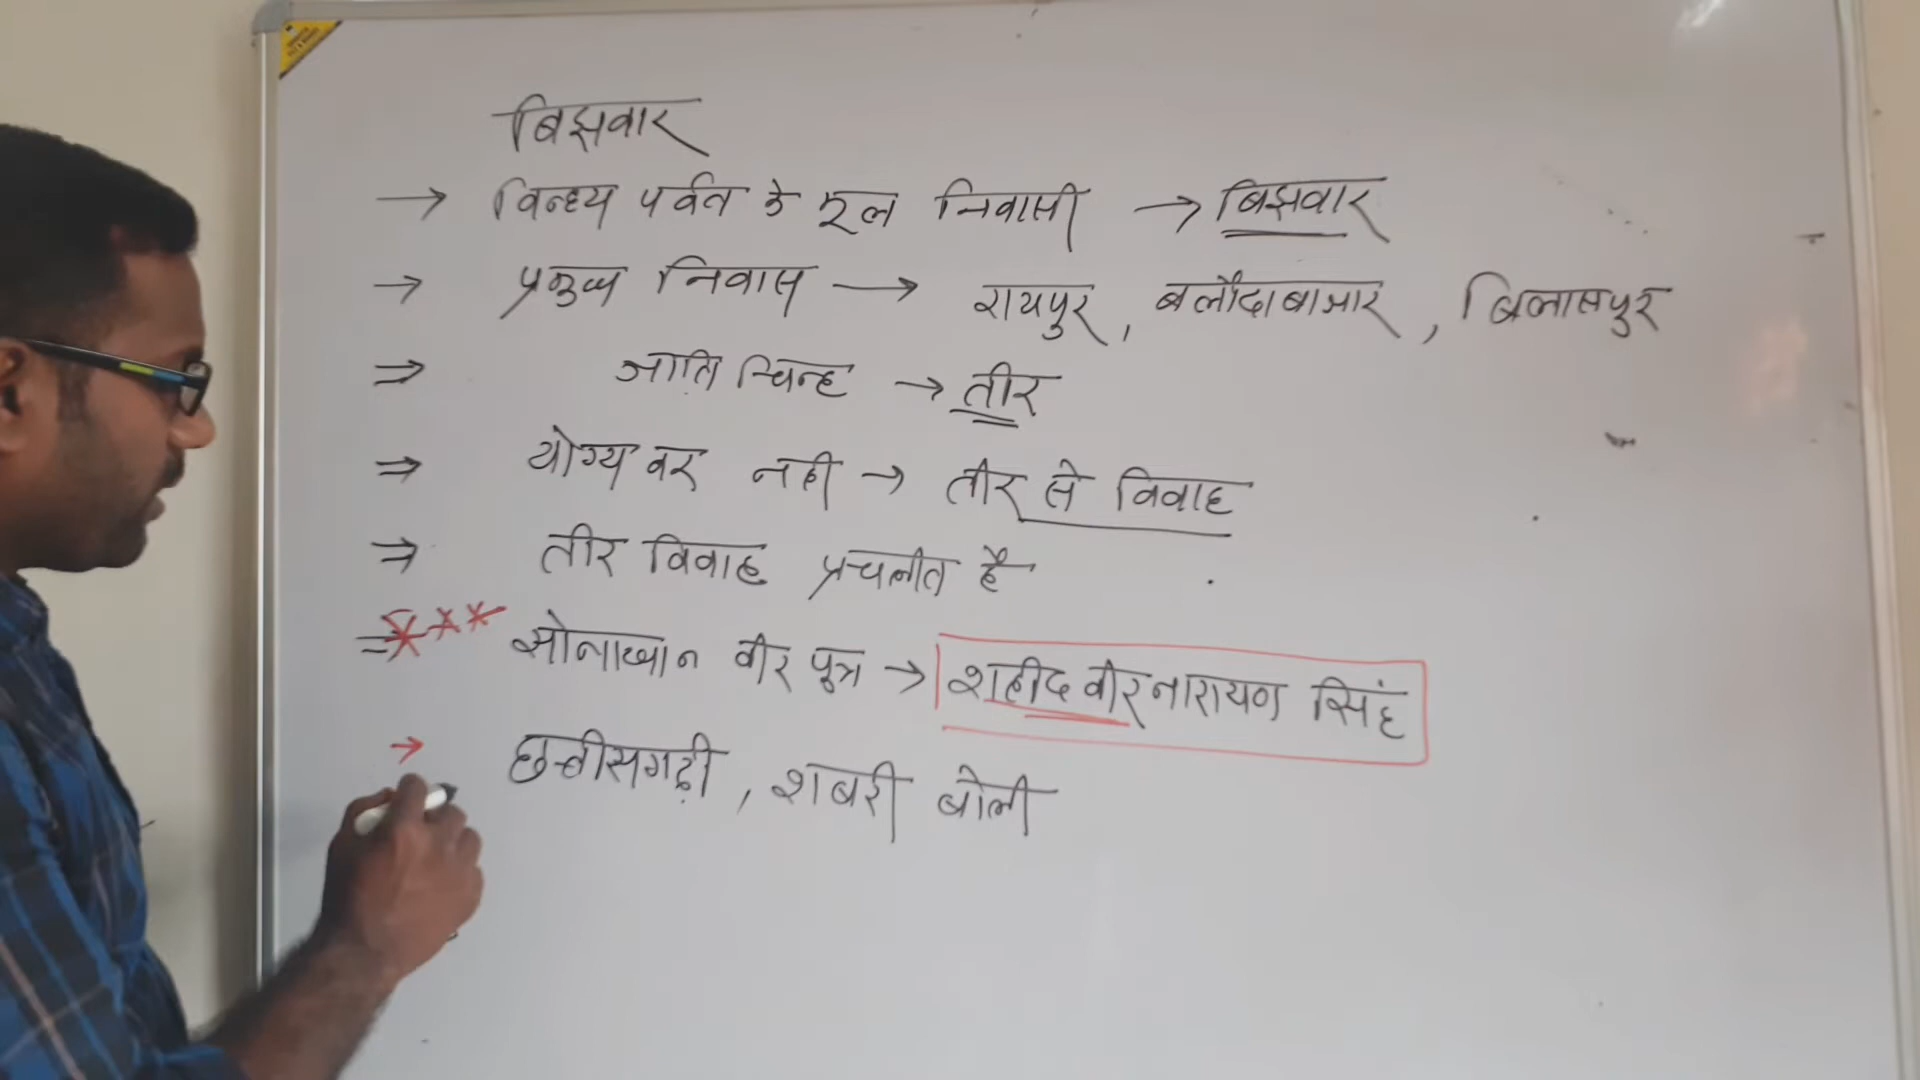 बिझवार
→ विन्ध्य पर्वत के मूल निवासी → बिझवार
→ प्रमुख निवास → रायपुर, बलौदाबाजार, बिलासपुर
⇒ जाति चिन्ह → तीर
⇒ योग्य वर नही → तीर से विवाह
⇒ तीर विवाह प्रचलीत है
⇒ *** सोनाखान वीर पुत्र → शहीद वीरनारायण सिंह
→ छत्तीसगढ़ी, शबरी बोली